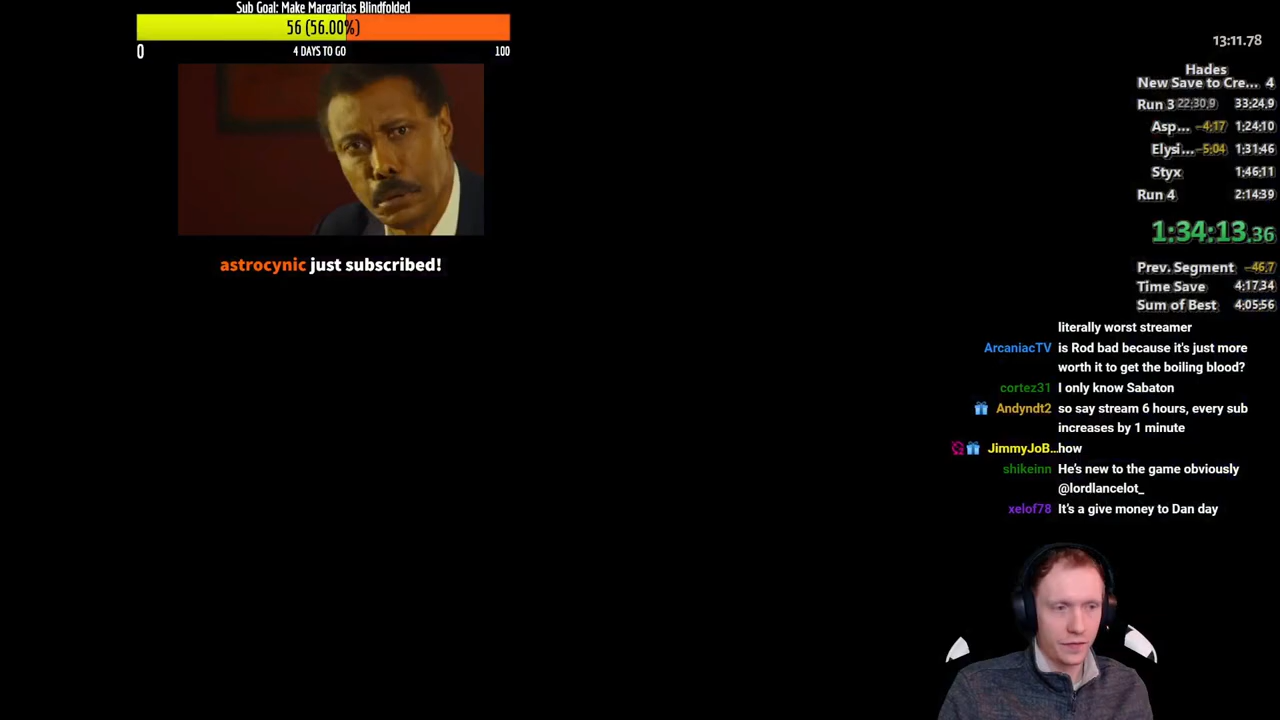 Sub Goal: Make Margaritas Blindfolded
56 (56.00%)
0 4 DAYS TO GO 100
astrocynic just subscribed!
13:11.78
Hades
New Save to Cre... 4
Run 3 22:30.9 33:24.9
Asp... −4:17 1:24:10
Elysi... −5:04 1:31:46
Styx 1:46:11
Run 4 2:14:39
1:34:13.36
Prev. Segment −46.7
Time Save 4:17.34
Sum of Best 4:05:56
literally worst streamer
ArcaniacTV is Rod bad because it's just more
worth it to get the boiling blood?
cortez31 I only know Sabaton
Andyndt2 so say stream 6 hours, every sub
increases by 1 minute
JimmyJoB... how
shikeinn He's new to the game obviously
@lordlancelot_
xelof78 It's a give money to Dan day